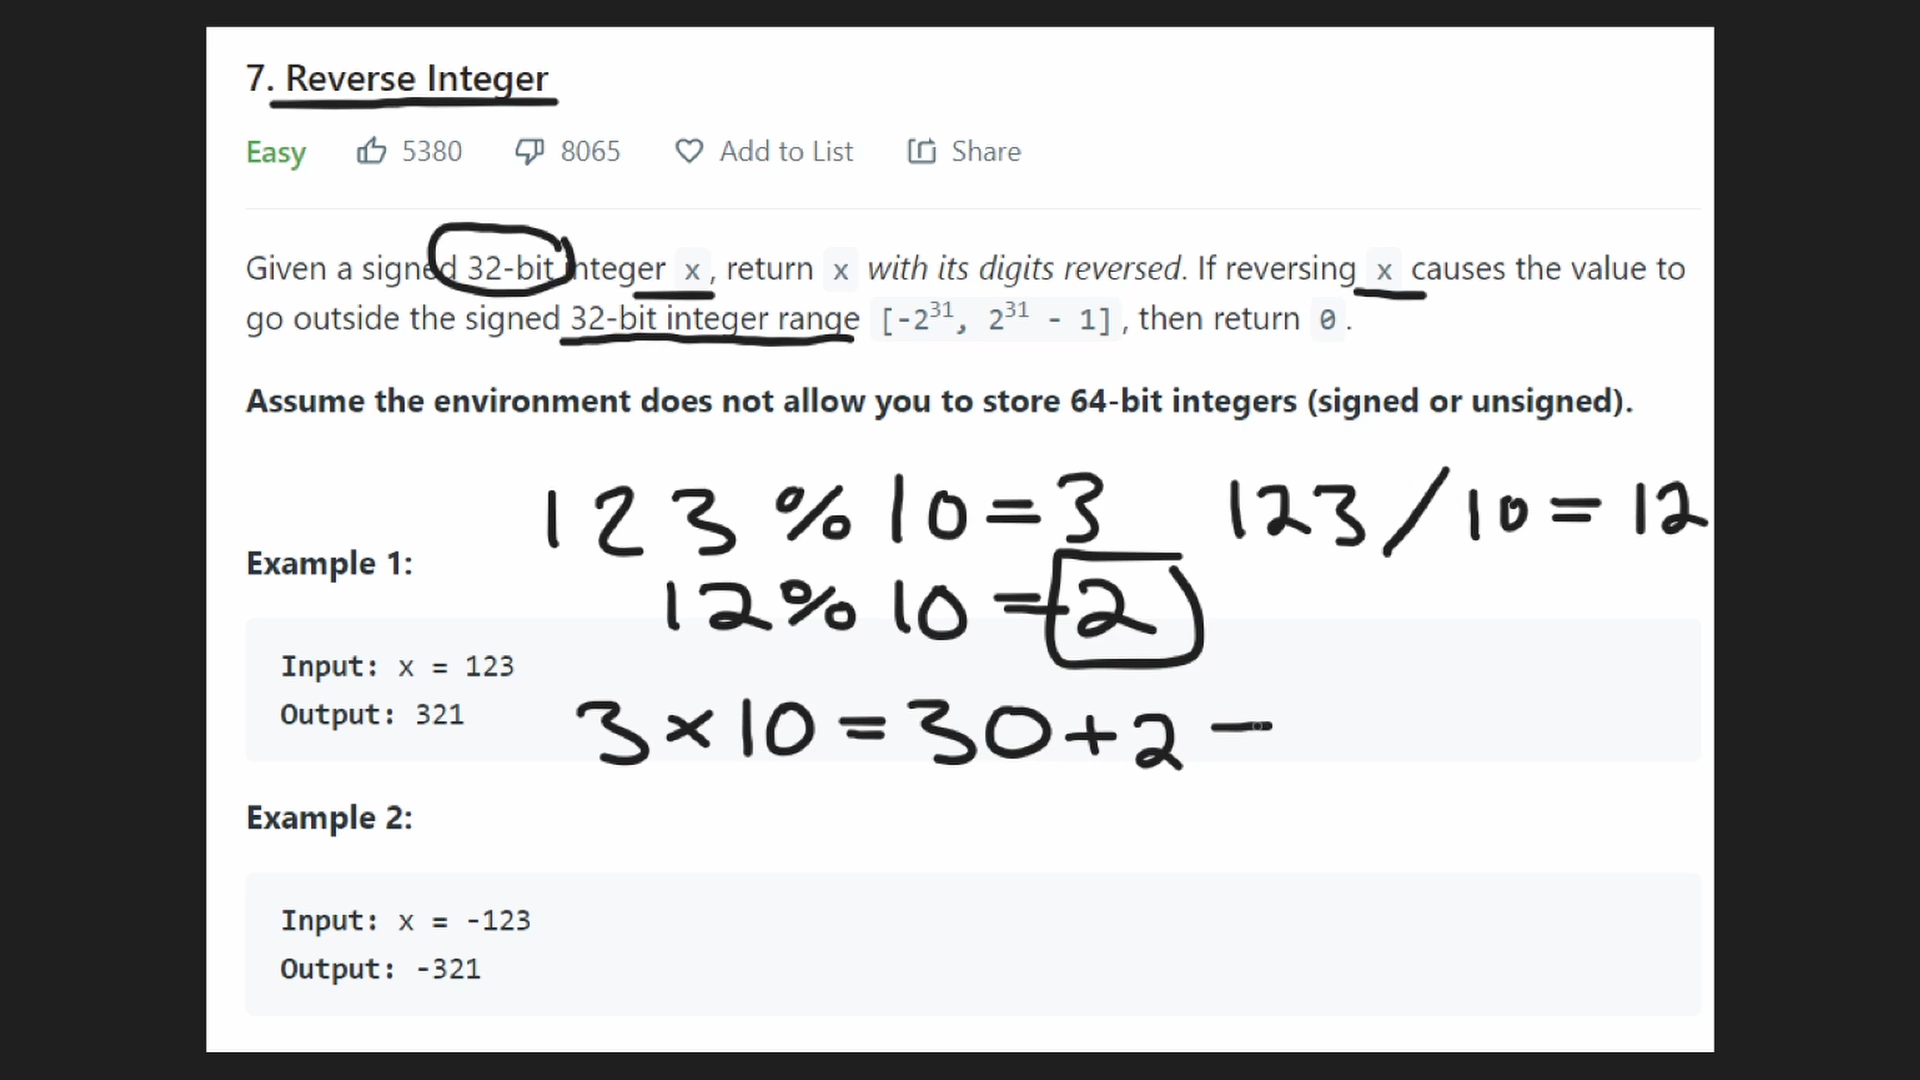 7. Reverse Integer
Easy 5380 8065 Add to List Share
Given a signed 32-bit integer x, return x with its digits reversed. If reversing x causes the value to
go outside the signed 32-bit integer range [-2³¹, 2³¹ - 1], then return 0.
Assume the environment does not allow you to store 64-bit integers (signed or unsigned).
123 % 10 = 3 123 / 10 = 12
Example 1:
12 % 10 = 2
Input: x = 123
Output: 321
3 × 10 = 30 + 2 -
Example 2:
Input: x = -123
Output: -321